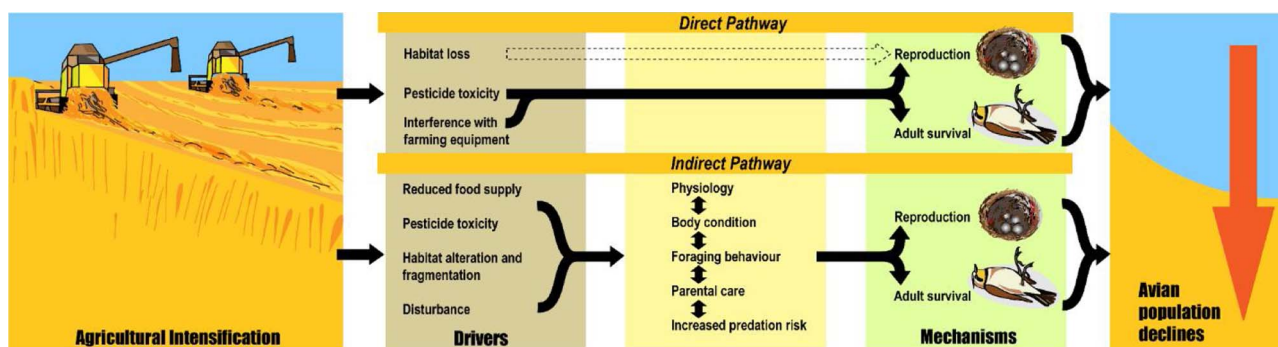 Direct Pathway
Habitat loss
Pesticide toxicity
Interference with
farming equipment
Reproduction
Adult survival
Indirect Pathway
Reduced food supply
Pesticide toxicity
Habitat alteration and
fragmentation
Disturbance
Physiology
Body condition
Foraging behaviour
Parental care
Increased predation risk
Reproduction
Adult survival
Agricultural Intensification
Drivers
Mechanisms
Avian
population
declines